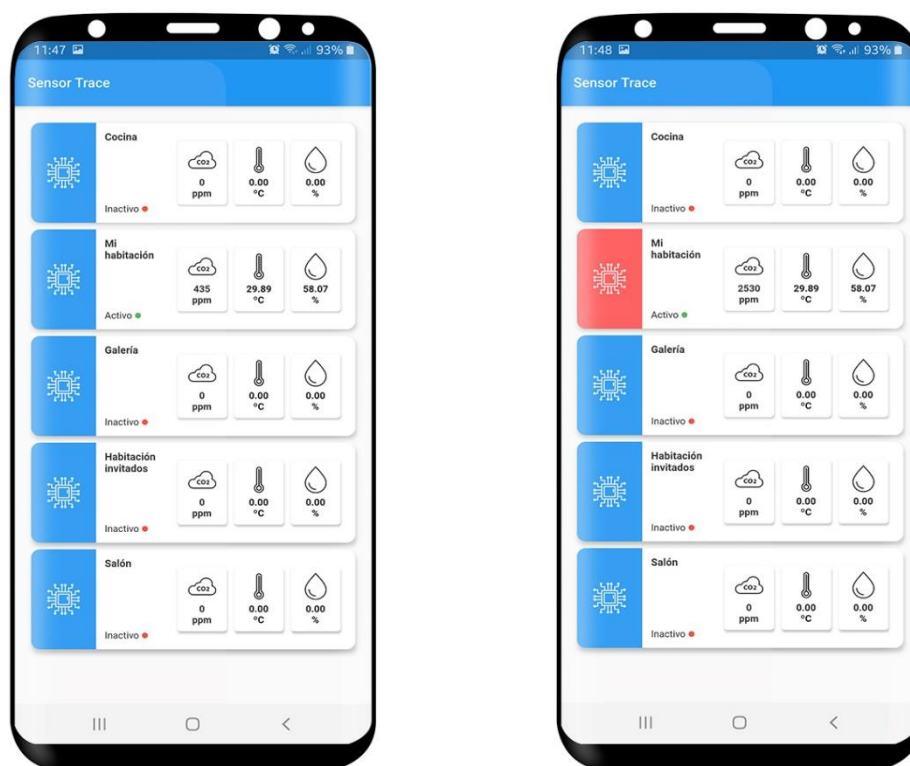 11:47 93%
Sensor Trace
Cocina
CO2
0 0.00 0.00
ppm °C %
Inactivo
Mi
habitación
CO2
435 29.89 58.07
ppm °C %
Activo
Galería
CO2
0 0.00 0.00
ppm °C %
Inactivo
Habitación
invitados
CO2
0 0.00 0.00
ppm °C %
Inactivo
Salón
CO2
0 0.00 0.00
ppm °C %
Inactivo
11:48 93%
Sensor Trace
Cocina
CO2
0 0.00 0.00
ppm °C %
Inactivo
Mi
habitación
CO2
2530 29.89 58.07
ppm °C %
Activo
Galería
CO2
0 0.00 0.00
ppm °C %
Inactivo
Habitación
invitados
CO2
0 0.00 0.00
ppm °C %
Inactivo
Salón
CO2
0 0.00 0.00
ppm °C %
Inactivo